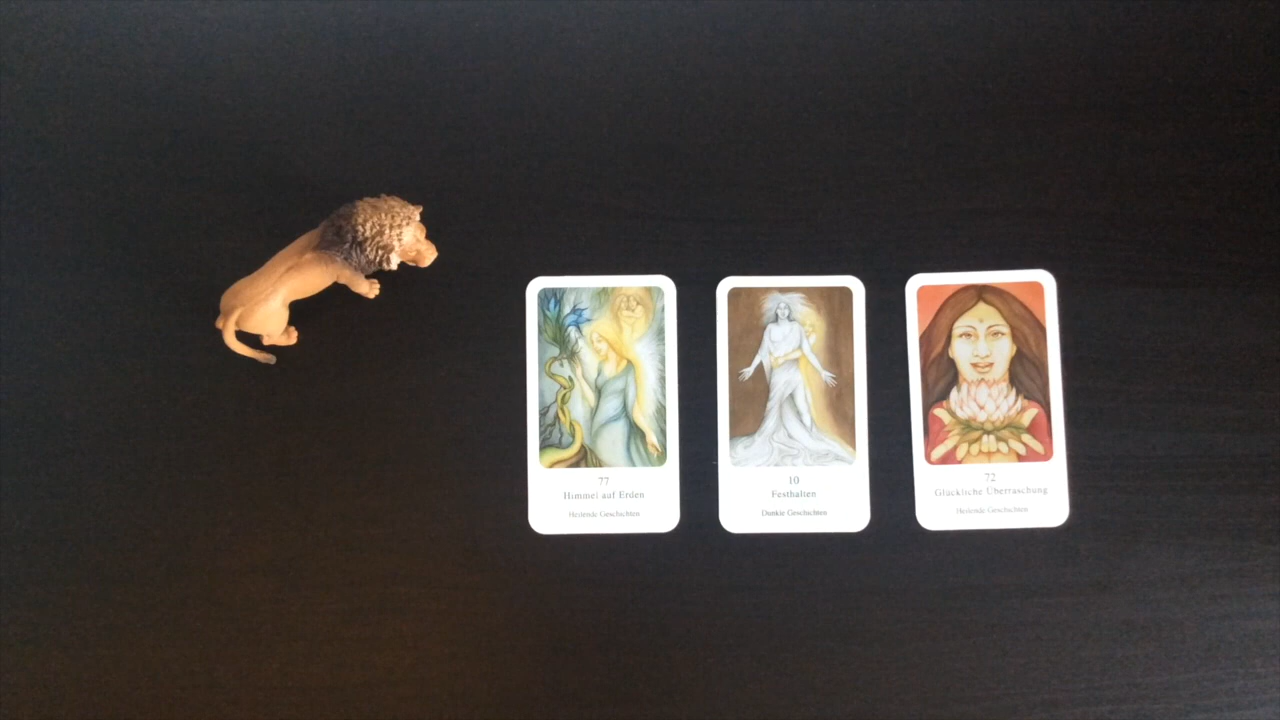 77
Himmel auf Erden
Heilende Geschichten
10
Festhalten
Dunkle Geschichten
72
Glückliche Überraschung
Heilende Geschichten